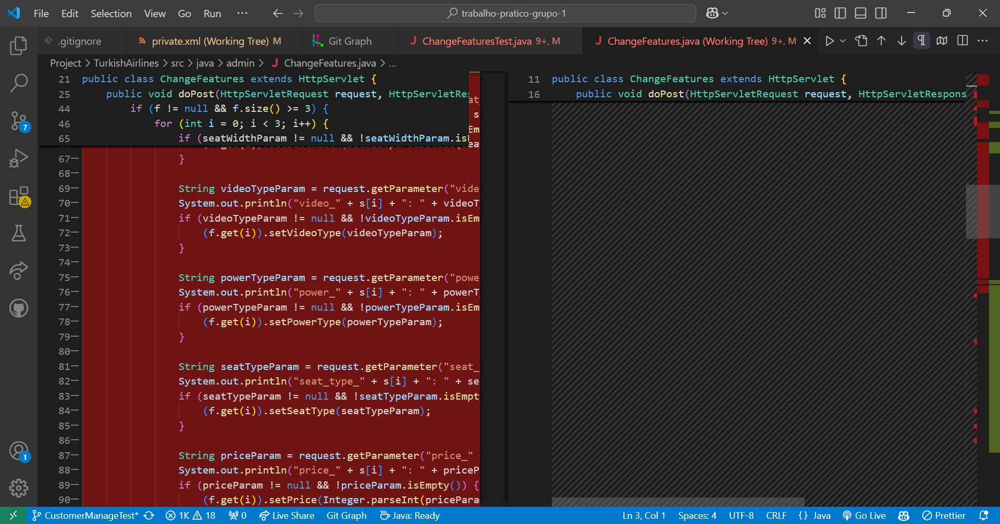 File Edit Selection View Go Run ··· trabalho-pratico-grupo-1
.gitignore private.xml (Working Tree) M Git Graph ChangeFeaturesTest.java 9+, M ChangeFeatures.java (Working Tree) 9+, M
Project > TurkishAirlines > src > java > admin > J ChangeFeatures.java > ...
21 public class ChangeFeatures extends HttpServlet {
25 public void doPost(HttpServletRequest request, HttpServletRes
44 if (f != null && f.size() >= 3) {
46 for (int i = 0; i < 3; i++) {
65 if (seatWidthParam != null && !seatWidthParam.is
67— }
68—
69— String videoTypeParam = request.getParameter("vide
70— System.out.println("video_" + s[i] + ": " + videoT
71— if (videoTypeParam != null && !videoTypeParam.isEm
72— (f.get(i)).setVideoType(videoTypeParam);
73— }
74—
75— String powerTypeParam = request.getParameter("powe
76— System.out.println("power_" + s[i] + ": " + powerT
77— if (powerTypeParam != null && !powerTypeParam.isEm
78— (f.get(i)).setPowerType(powerTypeParam);
79— }
80—
81— String seatTypeParam = request.getParameter("seat_
82— System.out.println("seat_type_" + s[i] + ": " + se
83— if (seatTypeParam != null && !seatTypeParam.isEmpt
84— (f.get(i)).setSeatType(seatTypeParam);
85— }
86—
87— String priceParam = request.getParameter("price_"
88— System.out.println("price_" + s[i] + ": " + priceP
89— if (priceParam != null && !priceParam.isEmpty()) {
90— (f.get(i)).setPrice(Integer.parseInt(pricePara
11 public class ChangeFeatures extends HttpServlet {
16 public void doPost(HttpServletRequest request, HttpServletRespons
7
1
CustomerManageTest* 1K 18 0 Live Share Git Graph Java: Ready Ln 3, Col 1 Spaces: 4 UTF-8 CRLF {} Java Go Live Prettier